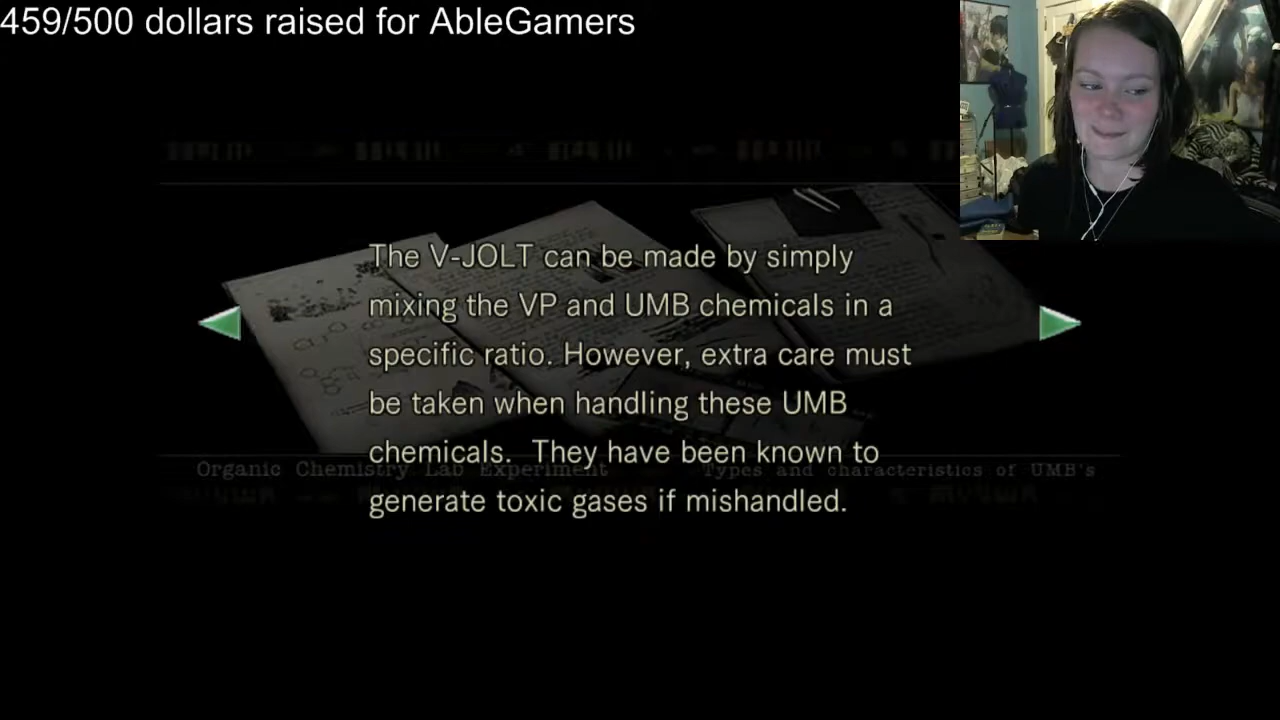 459/500 dollars raised for AbleGamers
The V-JOLT can be made by simply
mixing the VP and UMB chemicals in a
specific ratio. However, extra care must
be taken when handling these UMB
chemicals.  They have been known to
Organic Chemistry Lab Experiment Types and characteristics of UMB's
generate toxic gases if mishandled.